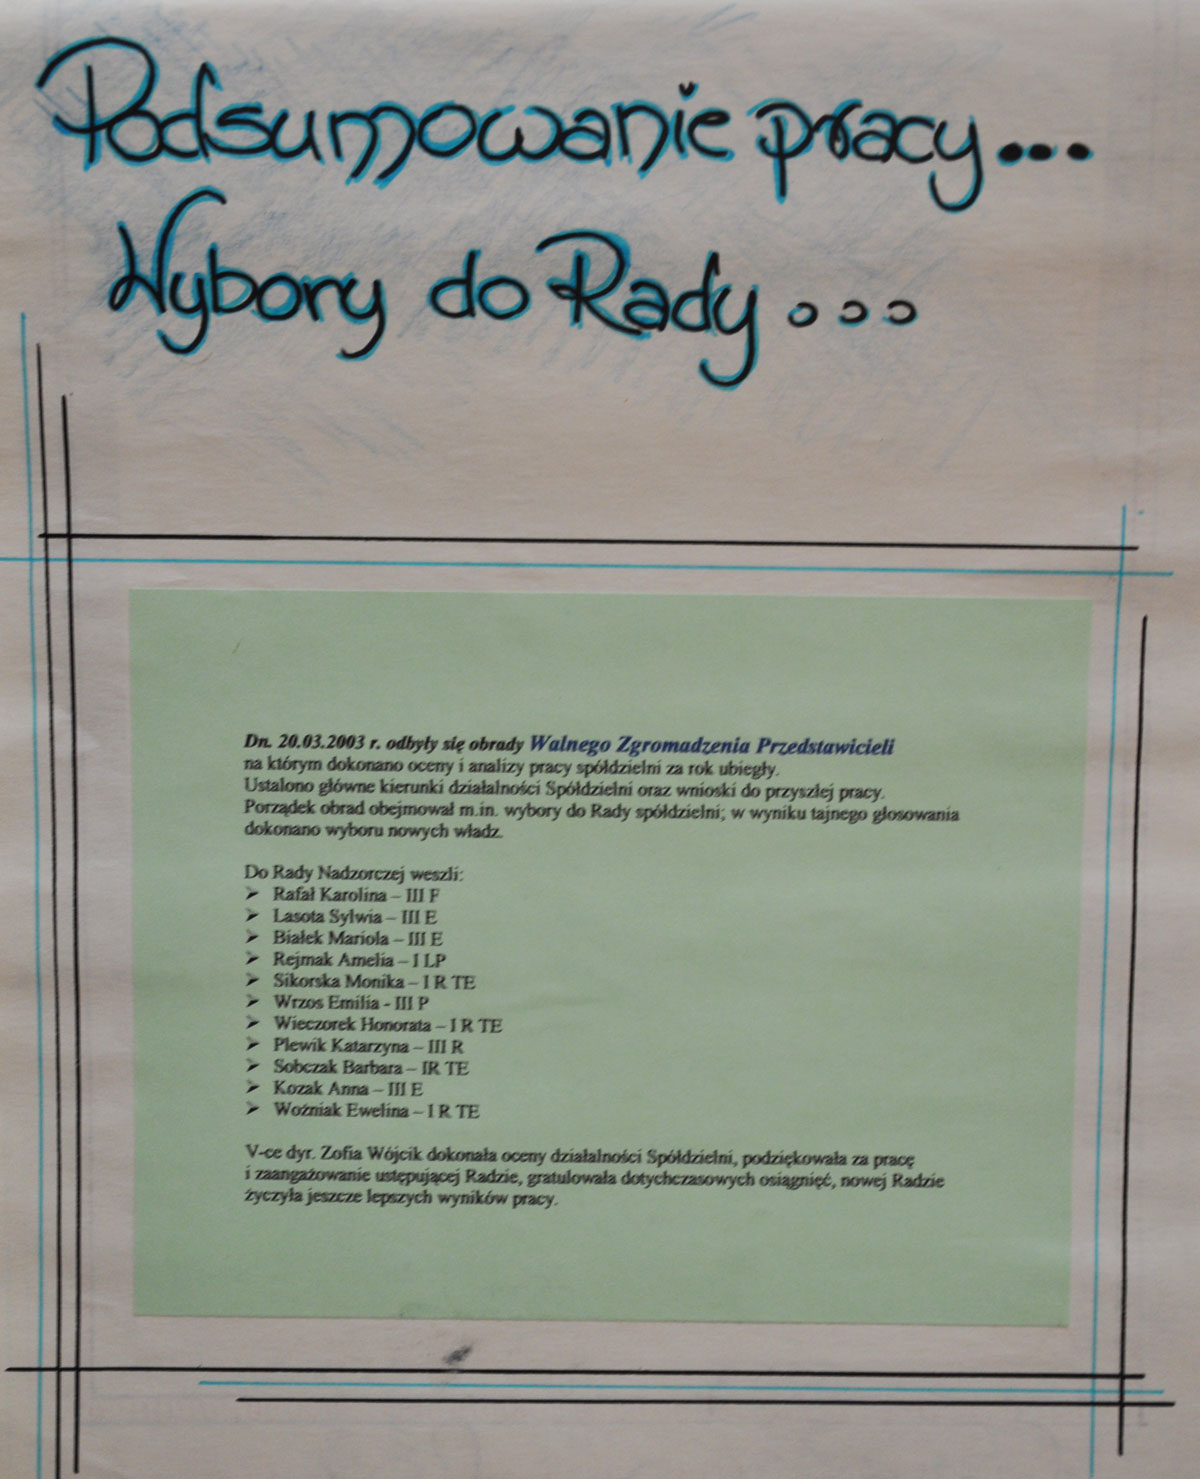 Podsumowanie pracy...
Wybory do Rady...
Dn. 20.03.2003 r. odbyły się obrady Walnego Zgromadzenia Przedstawicieli
na którym dokonano oceny i analizy pracy spółdzielni za rok ubiegły.
Ustalono główne kierunki działalności Spółdzielni oraz wnioski do przyszłej pracy.
Porządek obrad obejmował m.in. wybory do Rady spółdzielni; w wyniku tajnego głosowania
dokonano wyboru nowych władz.
Do Rady Nadzorczej weszli:
➢ Rafał Karolina – III F
➢ Lasota Sylwia – III E
➢ Białek Mariola – III E
➢ Rejmak Amelia – I LP
➢ Sikorska Monika – I R TE
➢ Wrzos Emilia - III P
➢ Wieczorek Honorata – I R TE
➢ Plewik Katarzyna – III R
➢ Sobczak Barbara – IR TE
➢ Kozak Anna – III E
➢ Woźniak Ewelina – I R TE
V-ce dyr. Zofia Wójcik dokonała oceny działalności Spółdzielni, podziękowała za pracę
i zaangażowanie ustępującej Radzie, gratulowała dotychczasowych osiągnięć, nowej Radzie
życzyła jeszcze lepszych wyników pracy.